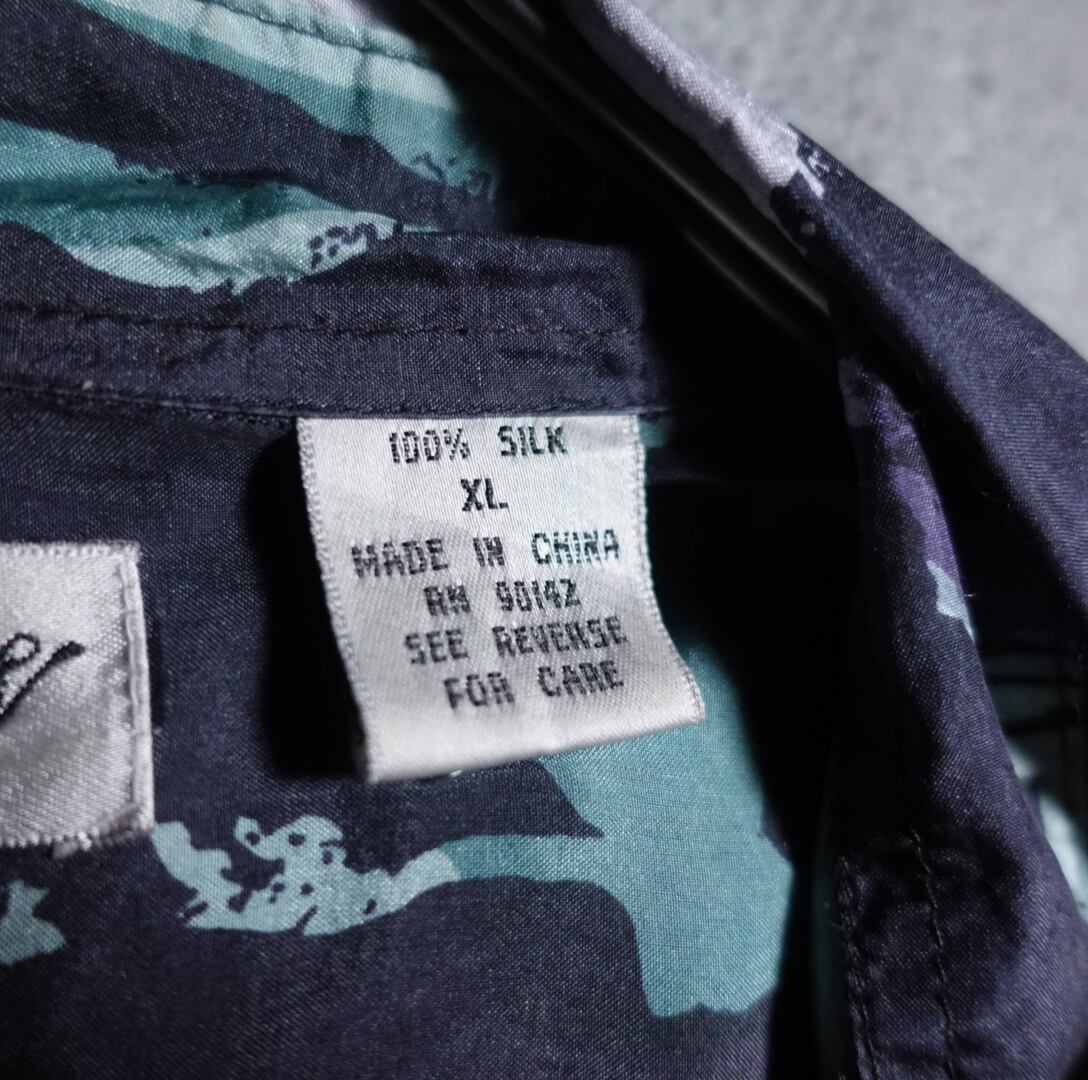 100% SILK
XL
MADE IN CHINA
RN 90142
SEE REVERSE
FOR CARE